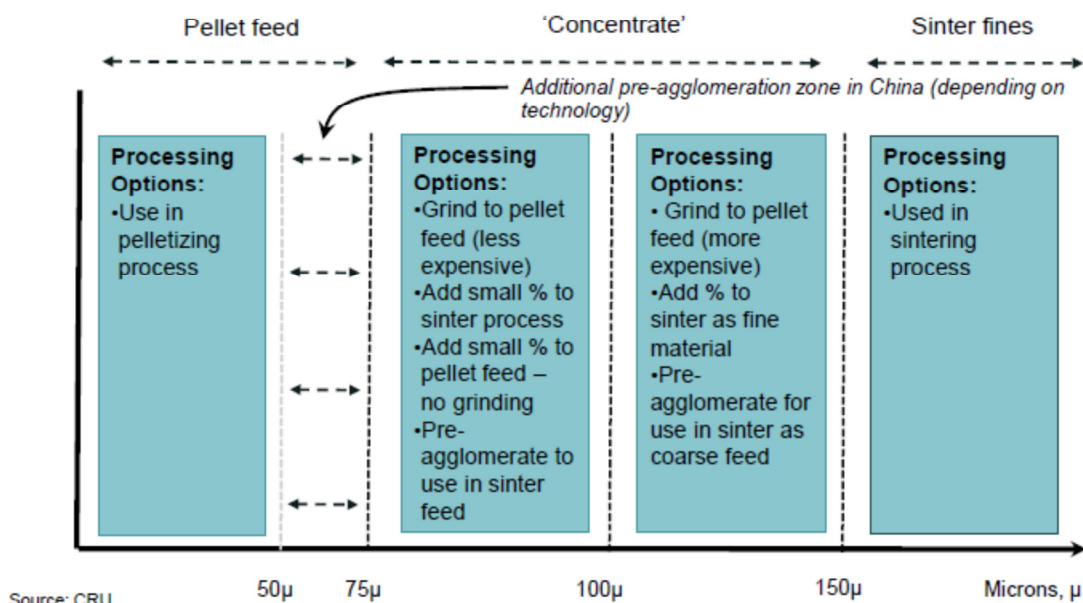 Pellet feed
‘Concentrate’
Sinter fines
Additional pre-agglomeration zone in China (depending on
technology)
Processing
Options:
•Use in
pelletizing
process
Processing
Options:
•Grind to pellet
feed (less
expensive)
•Add small % to
sinter process
•Add small % to
pellet feed –
no grinding
•Pre-
agglomerate to
use in sinter
feed
Processing
Options:
• Grind to pellet
feed (more
expensive)
•Add % to
sinter as fine
material
•Pre-
agglomerate for
use in sinter as
coarse feed
Processing
Options:
•Used in
sintering
process
50µ
75µ
100µ
150µ
Microns, µ
Source: CRU